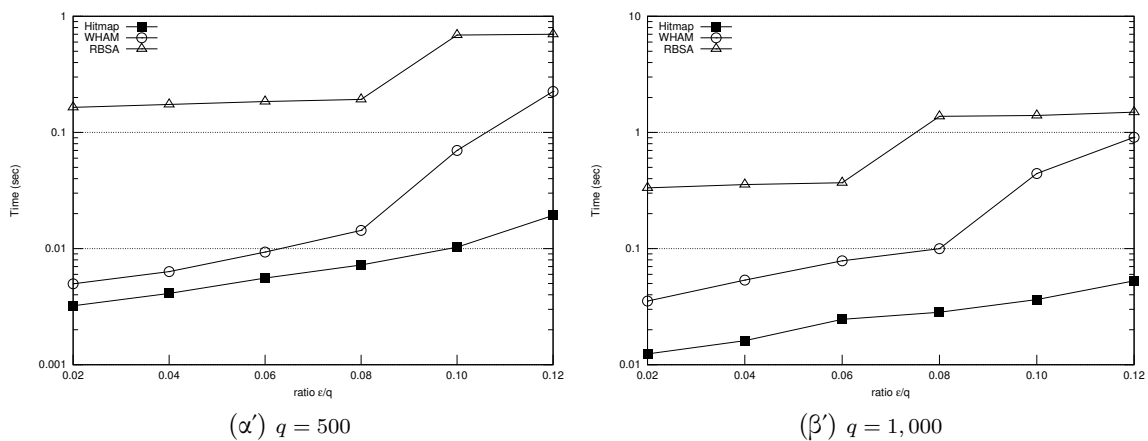 1
0.1
0.01
0.001
Time (sec)
Hitmap
WHAM
RBSA
0.02 0.04 0.06 0.08 0.10 0.12
ratio ε/q
(αʹ) q = 500
10
1
0.1
0.01
Time (sec)
Hitmap
WHAM
RBSA
0.02 0.04 0.06 0.08 0.10 0.12
ratio ε/q
(βʹ) q = 1, 000